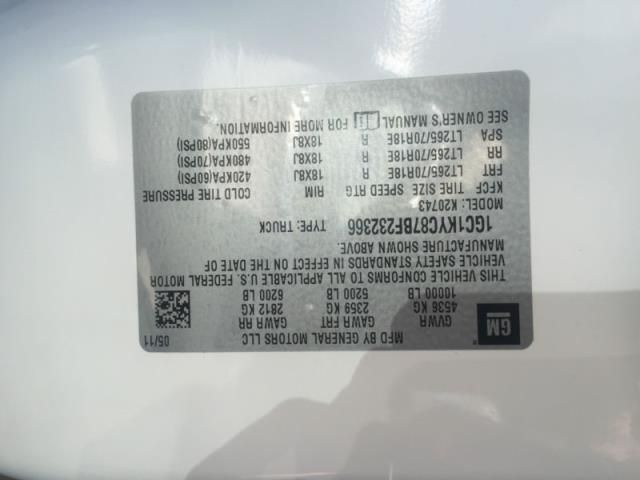 GM
MFD BY GENERAL MOTORS LLC 05/11
GVWR GAWR FRT GAWR RR
4536 KG 2359 KG 2812 KG
10000 LB 5200 LB 6200 LB
THIS VEHICLE CONFORMS TO ALL APPLICABLE U.S. FEDERAL MOTOR
VEHICLE SAFETY STANDARDS IN EFFECT ON THE DATE OF
MANUFACTURE SHOWN ABOVE.
1GC1KYC87BF232366 TYPE: TRUCK
MODEL: K20743
KFCF TIRE SIZE SPEED RTG RIM COLD TIRE PRESSURE
FRT LT265/70R18E R 18X8J 420KPA(60PSI)
RR LT265/70R18E R 18X8J 480KPA(70PSI)
SPA LT265/70R18E R 18X8J 550KPA(80PSI)
SEE OWNER'S MANUAL FOR MORE INFORMATION.